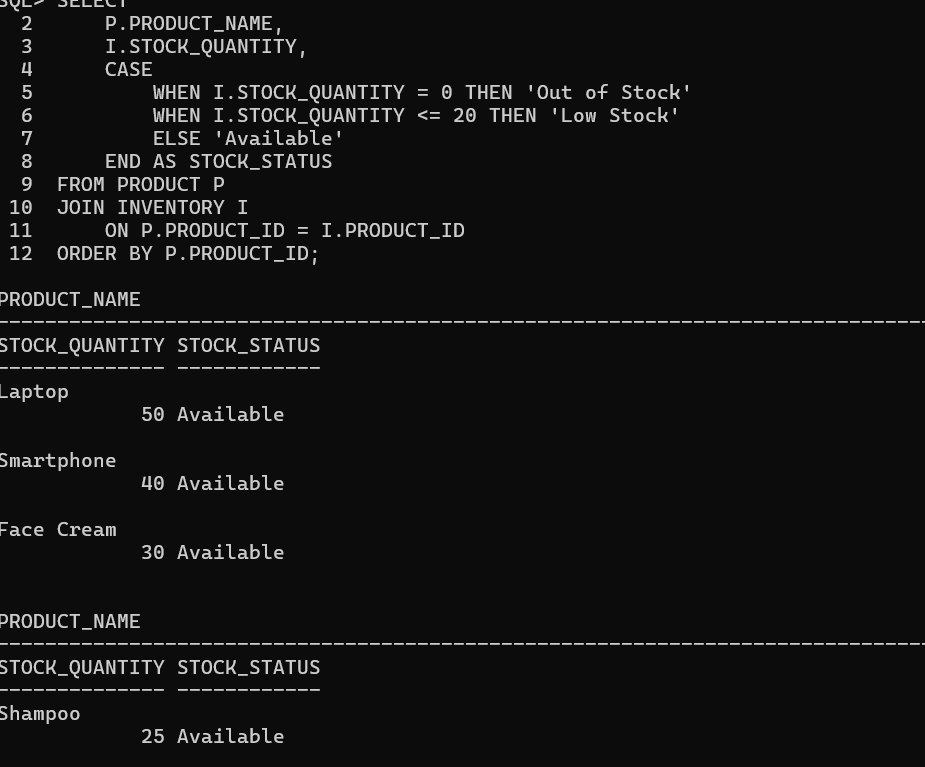 SQL> SELECT
  2      P.PRODUCT_NAME,
  3      I.STOCK_QUANTITY,
  4      CASE
  5          WHEN I.STOCK_QUANTITY = 0 THEN 'Out of Stock'
  6          WHEN I.STOCK_QUANTITY <= 20 THEN 'Low Stock'
  7          ELSE 'Available'
  8      END AS STOCK_STATUS
  9  FROM PRODUCT P
 10  JOIN INVENTORY I
 11      ON P.PRODUCT_ID = I.PRODUCT_ID
 12  ORDER BY P.PRODUCT_ID;
PRODUCT_NAME
--------------------------------------------------------------------------------
STOCK_QUANTITY STOCK_STATUS
-------------- ------------
Laptop
            50 Available
Smartphone
            40 Available
Face Cream
            30 Available
PRODUCT_NAME
--------------------------------------------------------------------------------
STOCK_QUANTITY STOCK_STATUS
-------------- ------------
Shampoo
            25 Available